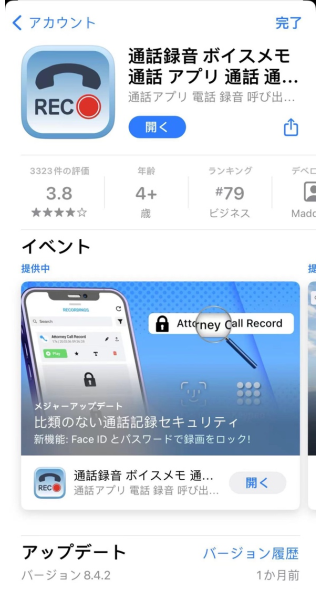 アカウント
完了
REC
通話録音 ボイスメモ
通話 アプリ 通話 通...
通話アプリ 電話 録音 呼び出...
開く
3323件の評価
年齢
ランキング
デベロ
3.8
4+
#79
★★★★☆
歳
ビジネス
Mado
イベント
提供中
Attorney Call Record
Attorney Call Record
メジャーアップデート
比類のない通話記録セキュリティ
新機能: Face ID とパスワードで録画をロック!
REC
通話録音 ボイスメモ 通...
通話アプリ 電話 録音 呼び出...
開く
アップデート
バージョン履歴
バージョン 8.4.2
1か月前